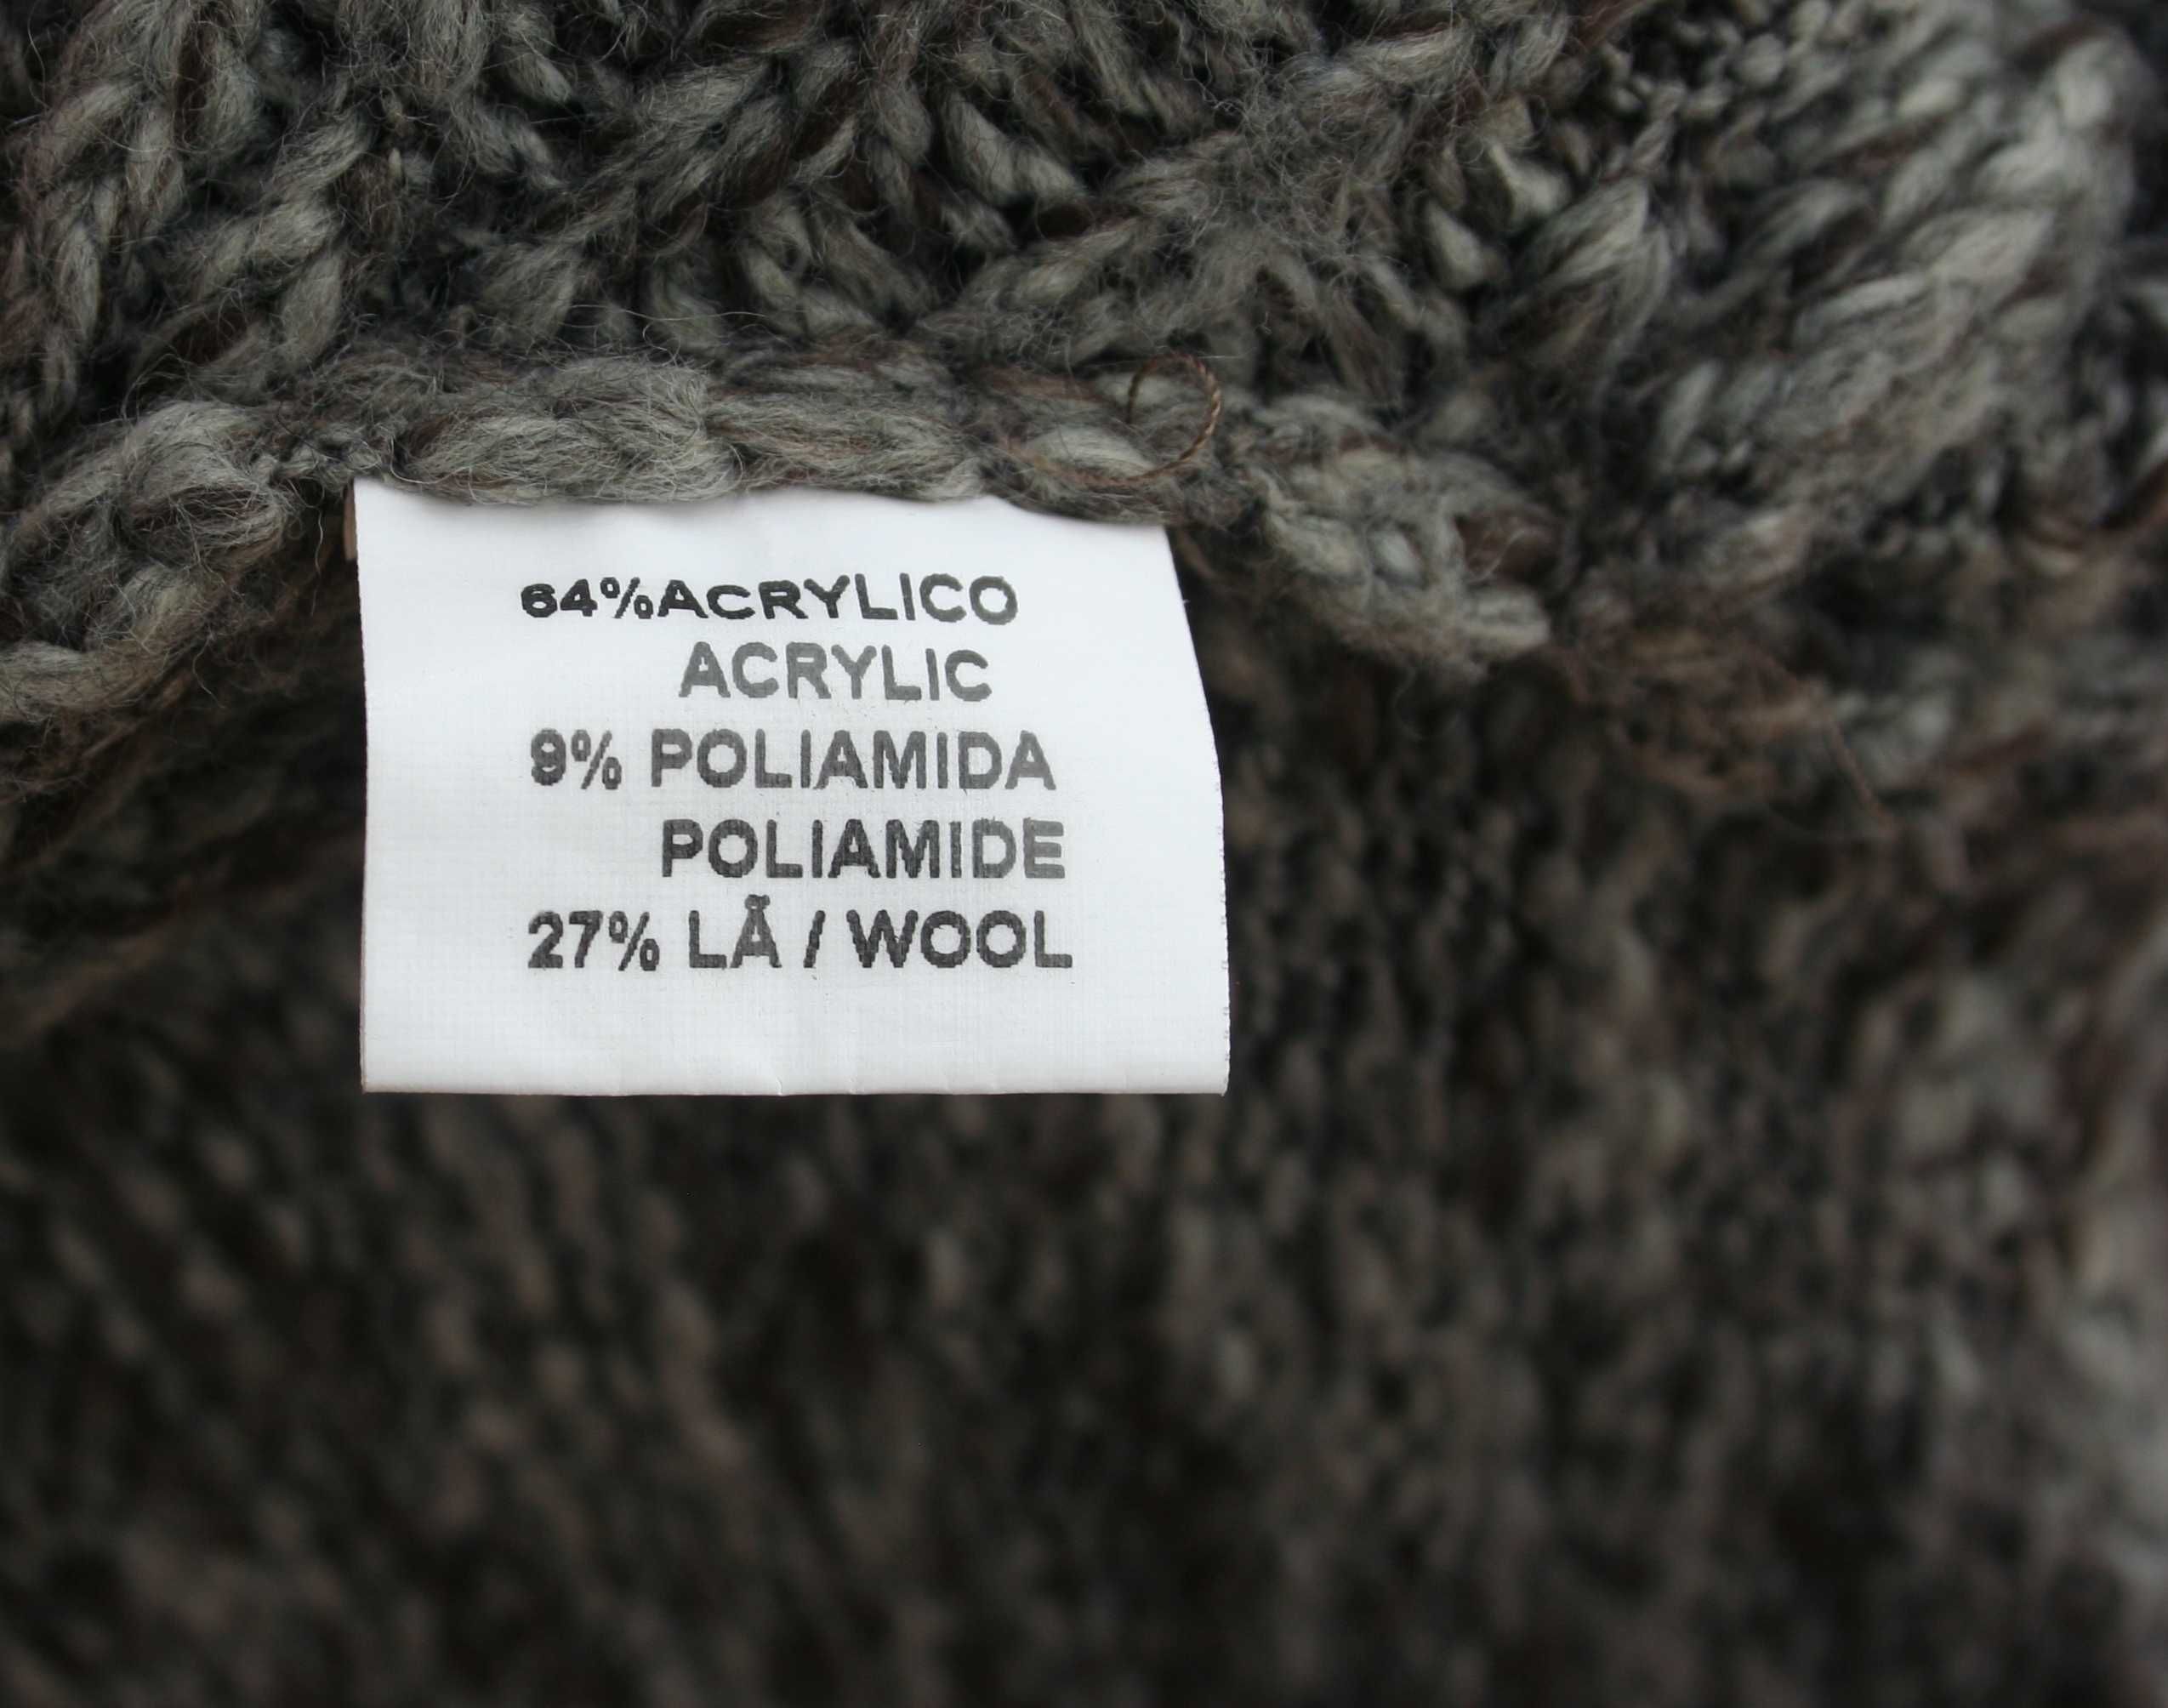 64%ACRYLICO
ACRYLIC
9% POLIAMIDA
POLIAMIDE
27% LÃ / WOOL